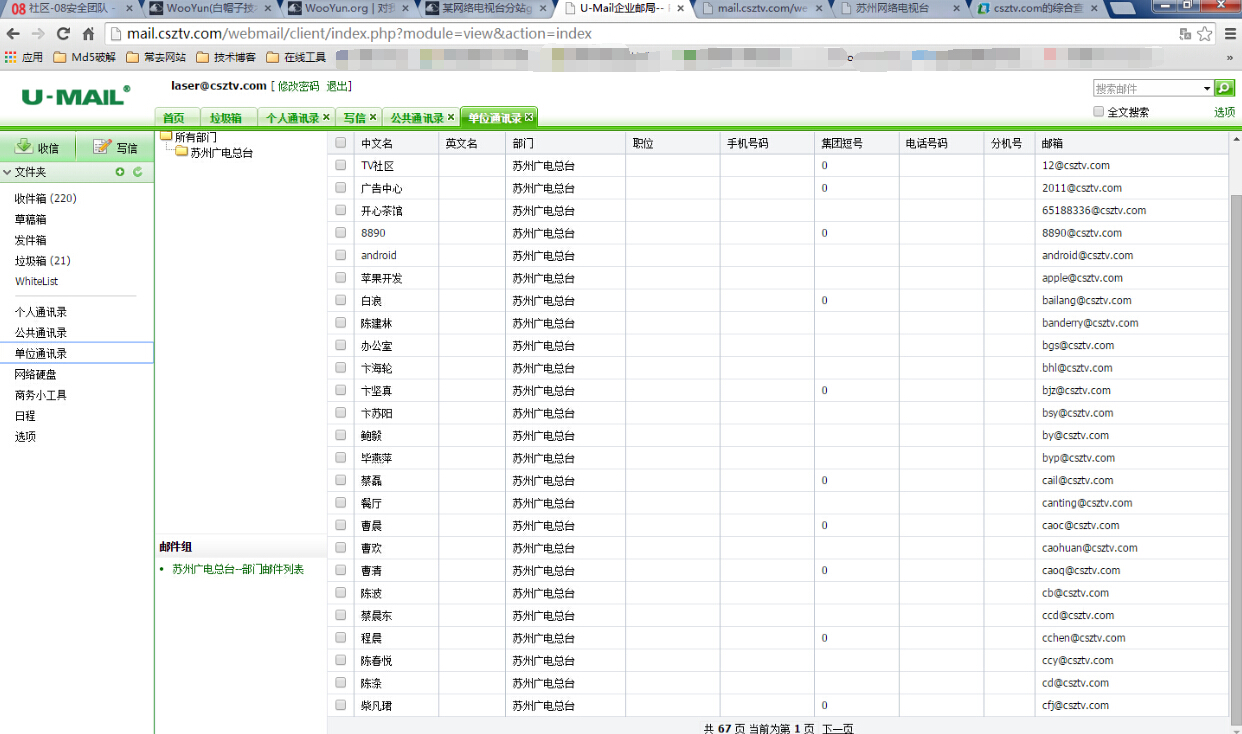 08 社区-08安全团队 -
WooYun(白帽子技
WooYun.org | 对我
某网络电视台分站g
U-Mail企业邮局-- 
mail.csztv.com/we
苏州网络电视台
csztv.com的综合查
mail.csztv.com/webmail/client/index.php?module=view&action=index
应用 Md5破解 常去网站 技术博客 在线工具 »
U-MAIL®
laser@csztv.com [ 修改密码 退出]
搜索邮件
全文搜索 选项
首页 垃圾箱 个人通讯录 × 写信 × 公共通讯录 × 单位通讯录
收信 写信
文件夹
收件箱 (220)
草稿箱
发件箱
垃圾箱 (21)
WhiteList
个人通讯录
公共通讯录
单位通讯录
网络硬盘
商务小工具
日程
选项
所有部门
苏州广电总台
邮件组
• 苏州广电总台--部门邮件列表
中文名 英文名 部门 职位 手机号码 集团短号 电话号码 分机号 邮箱
TV社区 苏州广电总台 0 12@csztv.com
广告中心 苏州广电总台 0 2011@csztv.com
开心茶馆 苏州广电总台 65188336@csztv.com
8890 苏州广电总台 0 8890@csztv.com
android 苏州广电总台 android@csztv.com
苹果开发 苏州广电总台 apple@csztv.com
白浪 苏州广电总台 0 bailang@csztv.com
陈建林 苏州广电总台 banderry@csztv.com
办公室 苏州广电总台 bgs@csztv.com
卞海轮 苏州广电总台 bhl@csztv.com
卞坚真 苏州广电总台 0 bjz@csztv.com
卞苏阳 苏州广电总台 bsy@csztv.com
鲍毅 苏州广电总台 by@csztv.com
毕燕萍 苏州广电总台 byp@csztv.com
蔡磊 苏州广电总台 0 cail@csztv.com
餐厅 苏州广电总台 canting@csztv.com
曹晨 苏州广电总台 0 caoc@csztv.com
曹欢 苏州广电总台 caohuan@csztv.com
曹清 苏州广电总台 0 caoq@csztv.com
陈波 苏州广电总台 cb@csztv.com
蔡晨东 苏州广电总台 ccd@csztv.com
程晨 苏州广电总台 0 cchen@csztv.com
陈春悦 苏州广电总台 ccy@csztv.com
陈涤 苏州广电总台 cd@csztv.com
柴凡珺 苏州广电总台 0 cfj@csztv.com
共 67 页 当前为第 1 页 下一页